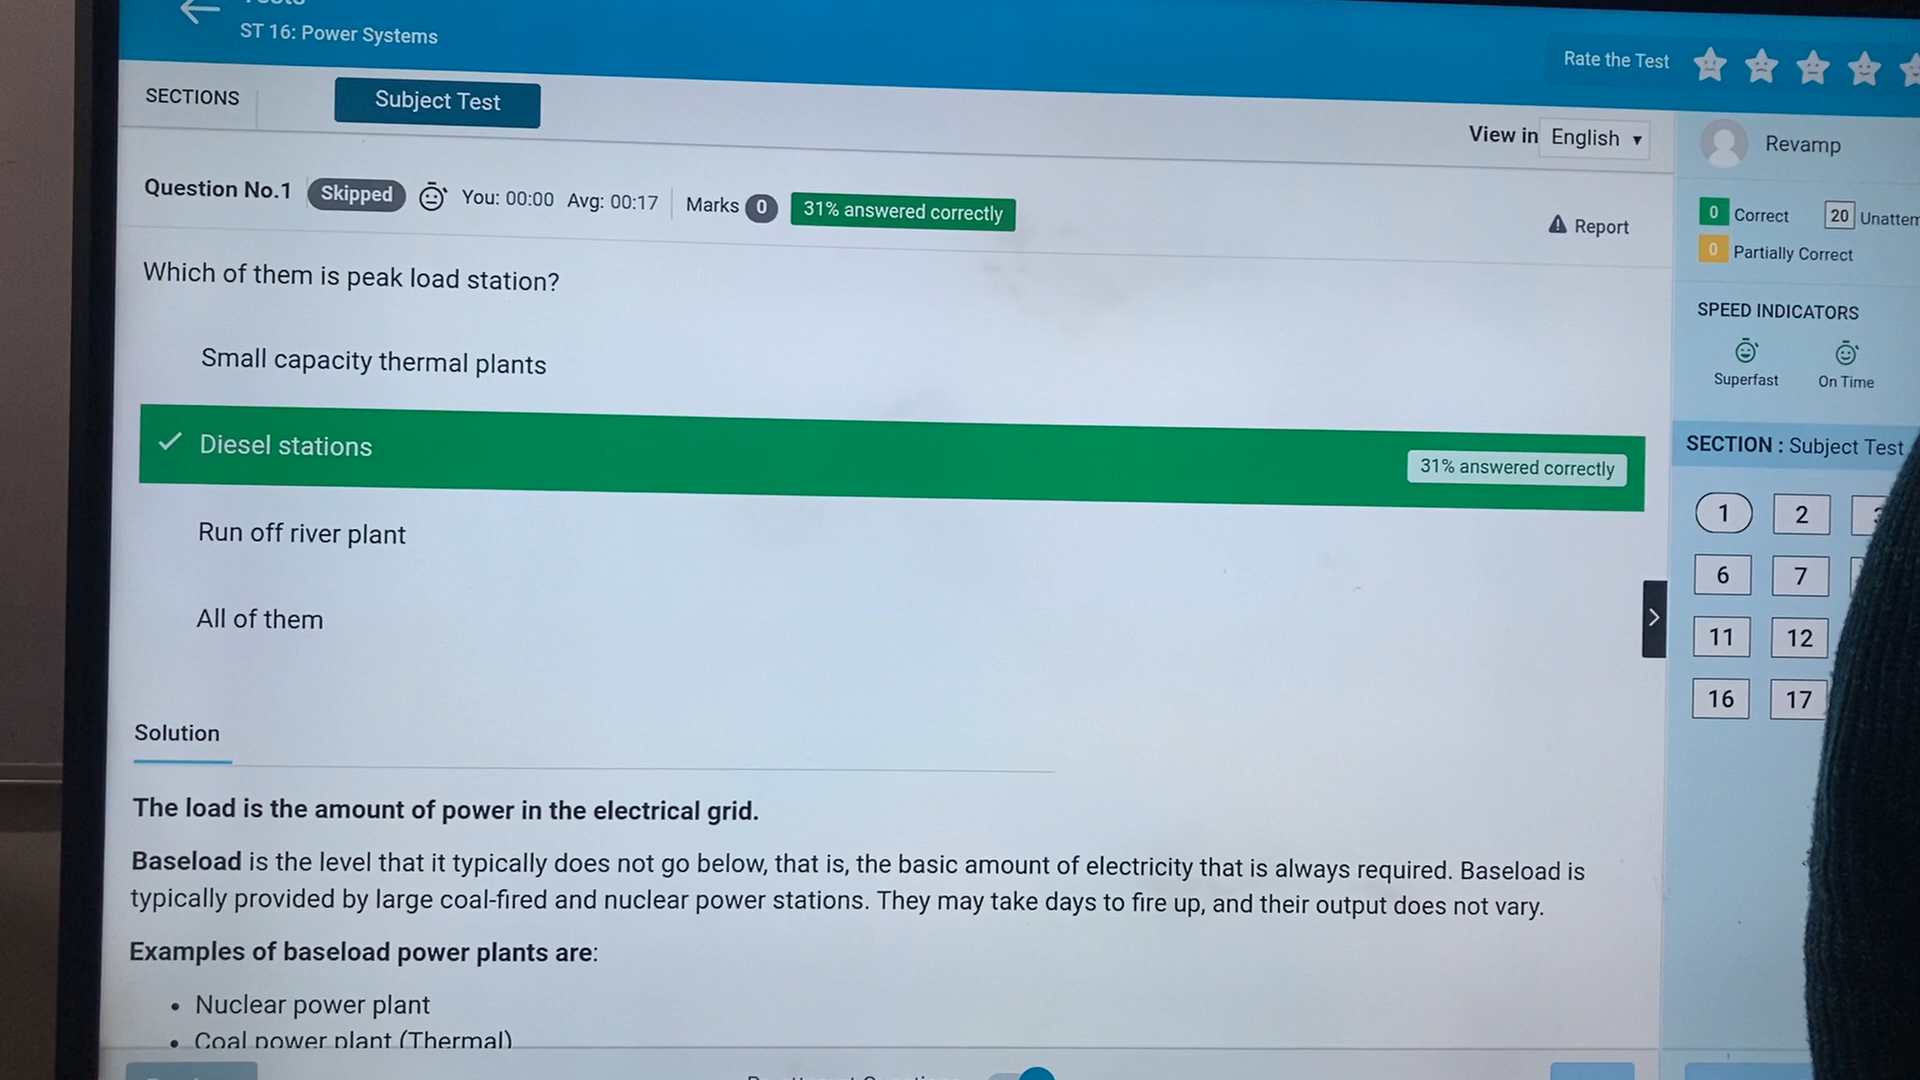 ST 16: Power Systems
Rate the Test
SECTIONS
Subject Test
View in English
Revamp
Question No.1 Skipped You: 00:00 Avg: 00:17 Marks 0 31% answered correctly
Report
0 Correct 20
0 Partially Correct
Which of them is peak load station?
SPEED INDICATORS
Superfast On Time
Small capacity thermal plants
Diesel stations
31% answered correctly
SECTION : Subject Test
Run off river plant
All of them
1 2
6 7
11 12
16 17
Solution
The load is the amount of power in the electrical grid.
Baseload is the level that it typically does not go below, that is, the basic amount of electricity that is always required. Baseload is
typically provided by large coal-fired and nuclear power stations. They may take days to fire up, and their output does not vary.
Examples of baseload power plants are:
• Nuclear power plant
• Coal power plant (Thermal)